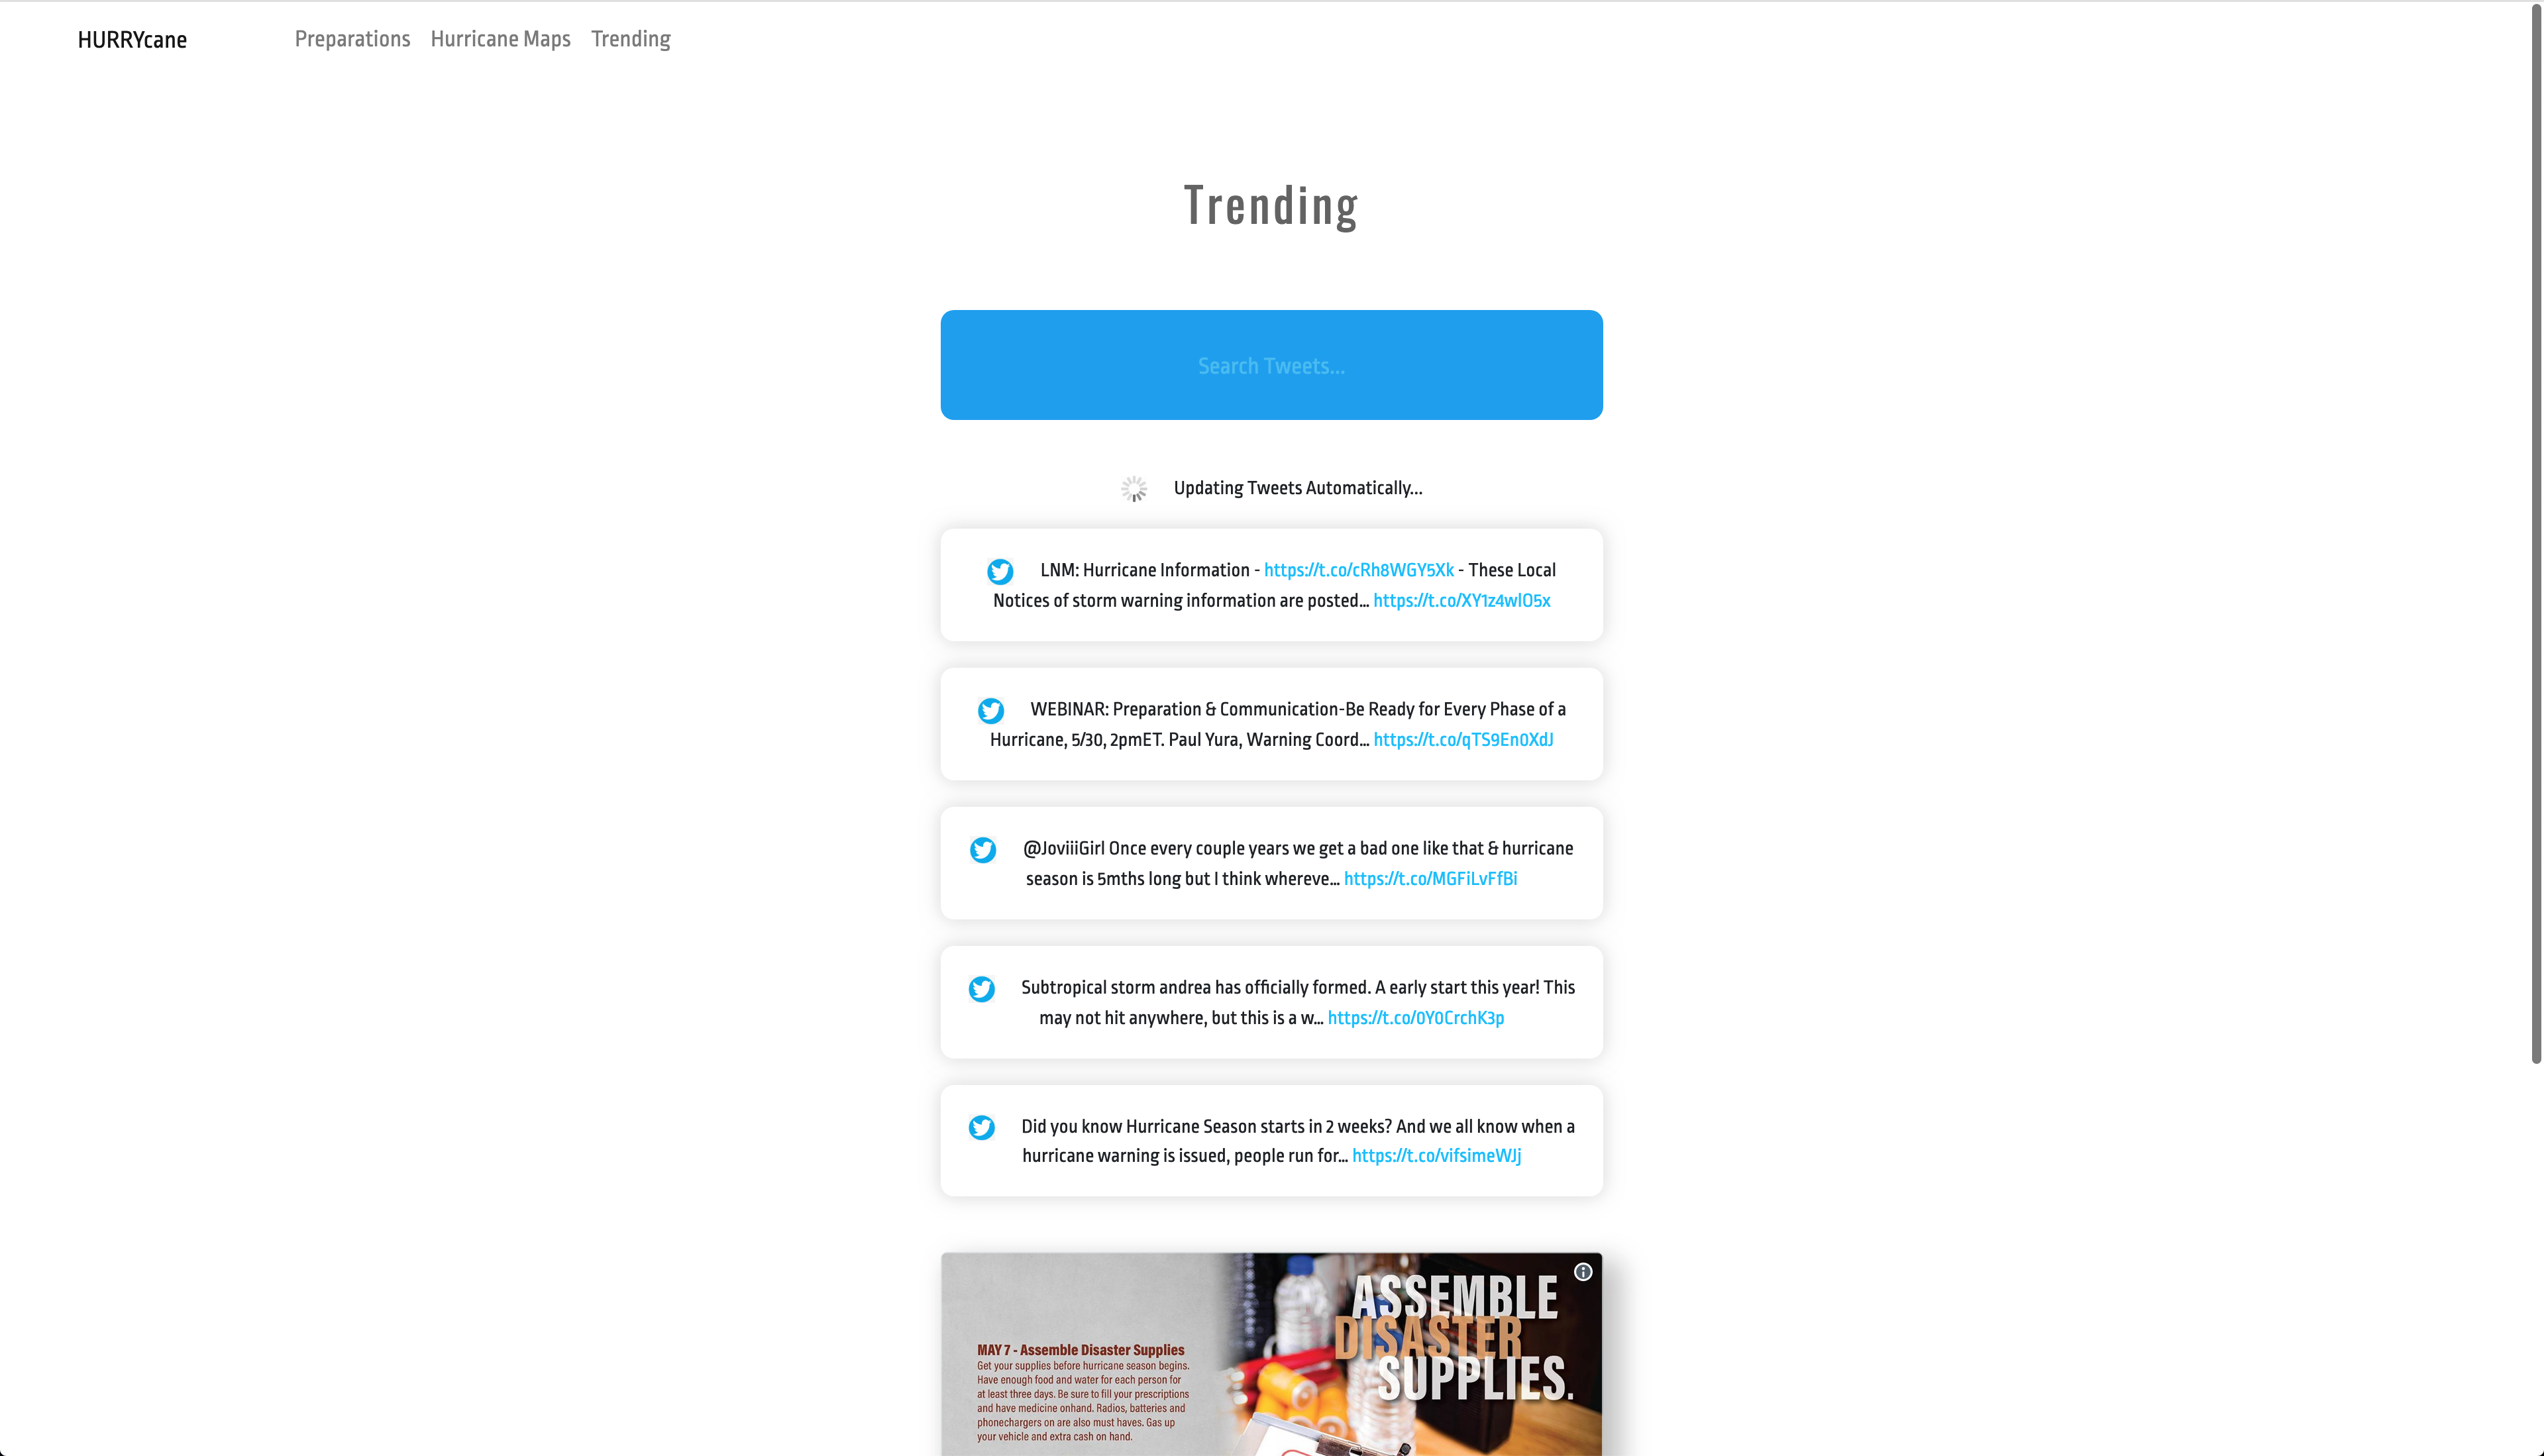 HURRYcane
Preparations
Hurricane Maps
Trending
Trending
Search Tweets...
Updating Tweets Automatically...
LNM: Hurricane Information - https://t.co/cRh8WGY5Xk - These Local
Notices of storm warning information are posted… https://t.co/XY1z4wlO5x
WEBINAR: Preparation & Communication-Be Ready for Every Phase of a
Hurricane, 5/30, 2pmET. Paul Yura, Warning Coord… https://t.co/qTS9En0XdJ
@JoviiiGirl Once every couple years we get a bad one like that & hurricane
season is 5mths long but I think whereve… https://t.co/MGFiLvFfBi
Subtropical storm andrea has officially formed. A early start this year! This
may not hit anywhere, but this is a w… https://t.co/0Y0CrchK3p
Did you know Hurricane Season starts in 2 weeks? And we all know when a
hurricane warning is issued, people run for… https://t.co/vifsimeWJj
ASSEMBLE
DISASTER
SUPPLIES.
MAY 7 - Assemble Disaster Supplies
Get your supplies before hurricane season begins.
Have enough food and water for each person for
at least three days. Be sure to fill your prescriptions
and have medicine onhand. Radios, batteries and
phonechargers on are also must haves. Gas up
your vehicle and extra cash on hand.